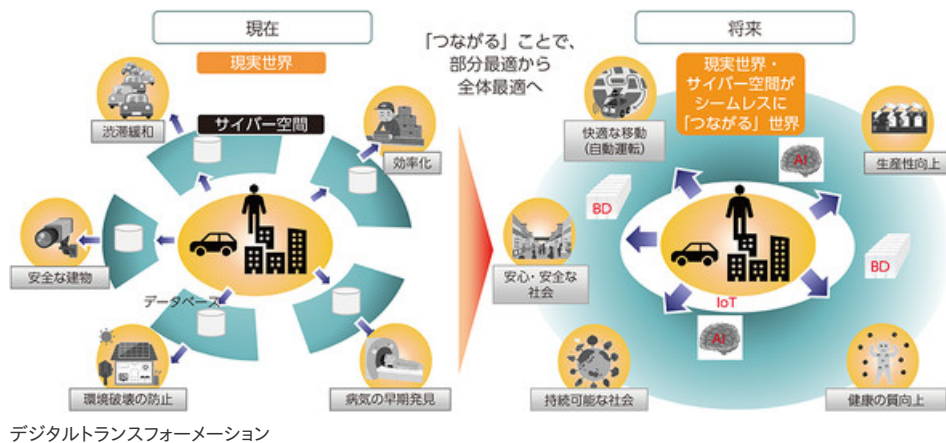 現在
現実世界
サイバー空間
渋滞緩和
効率化
安全な建物
データベース
環境破壊の防止
病気の早期発見
「つながる」ことで、
部分最適から
全体最適へ
将来
現実世界・
サイバー空間が
シームレスに
「つながる」世界
快適な移動
(自動運転)
AI
生産性向上
BD
安心・安全な
社会
BD
IoT
AI
持続可能な社会
健康の質向上
デジタルトランスフォーメーション